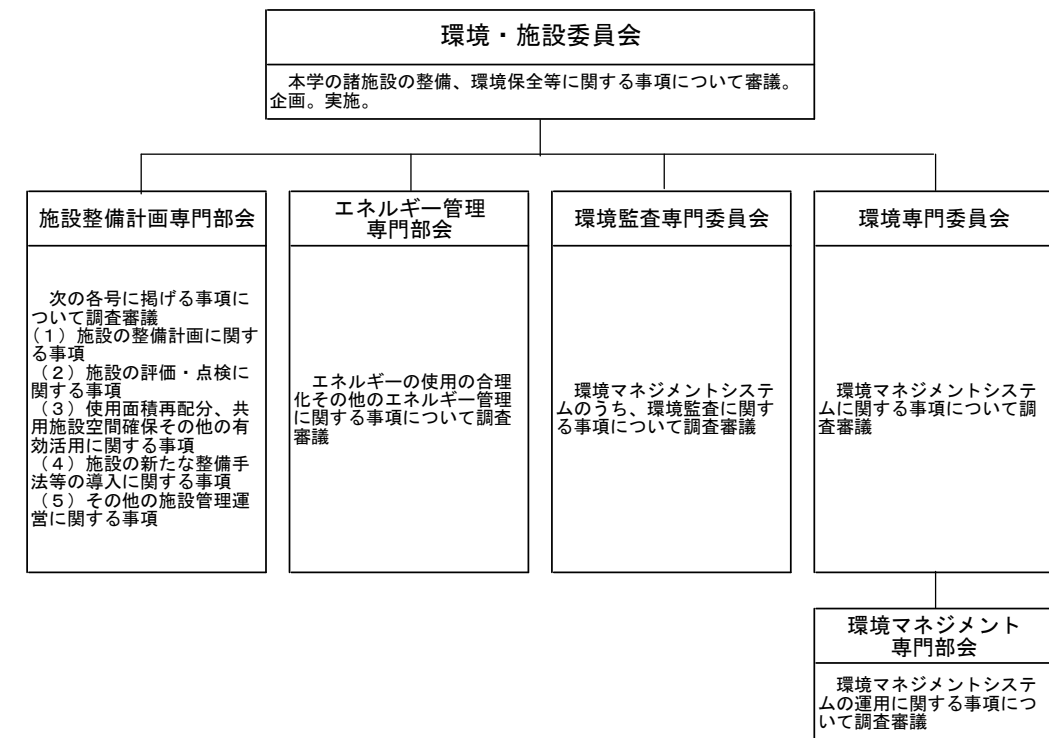 環境・施設委員会
本学の諸施設の整備、環境保全等に関する事項について審議。
企画。実施。
施設整備計画専門部会
次の各号に掲げる事項に
ついて調査審議
(1)施設の整備計画に関す
る事項
(2)施設の評価・点検に
関する事項
(3)使用面積再配分、共
用施設空間確保その他の有
効活用に関する事項
(4)施設の新たな整備手
法等の導入に関する事項
(5)その他の施設管理運
営に関する事項
エネルギー管理
専門部会
エネルギーの使用の合理
化その他のエネルギー管理
に関する事項について調査
審議
環境監査専門委員会
環境マネジメントシステ
ムのうち、環境監査に関す
る事項について調査審議
環境専門委員会
環境マネジメントシステ
ムに関する事項について調
査審議
環境マネジメント
専門部会
環境マネジメントシステ
ムの運用に関する事項につ
いて調査審議